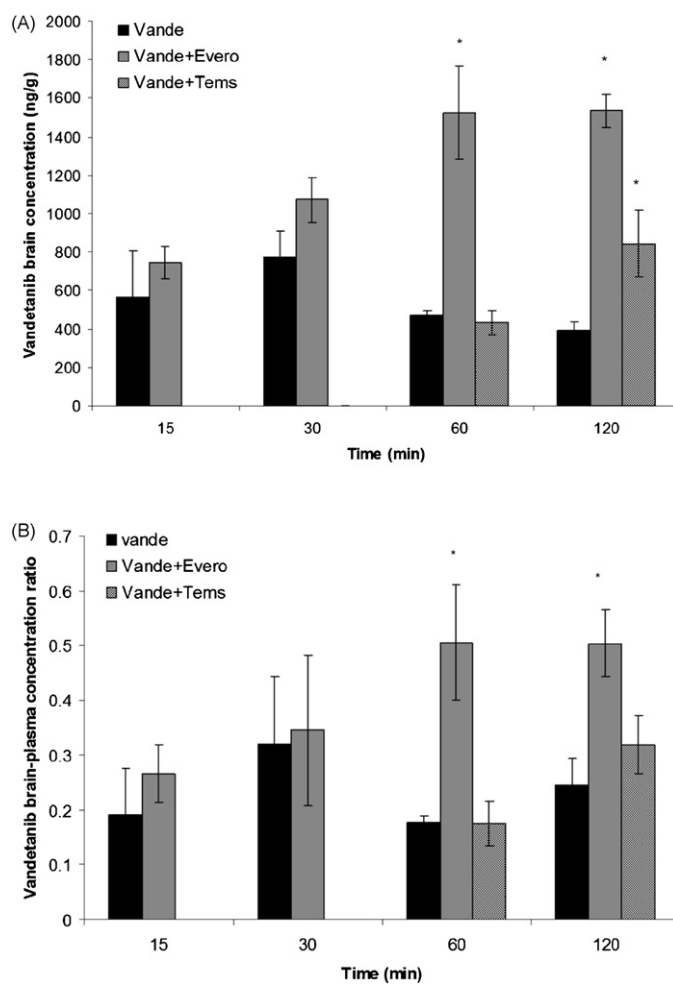 (A)
Vandetanib brain concentration (ng/g)
2000
1800
1600
1400
1200
1000
800
600
400
200
0
Vande
Vande+Evero
Vande+Tems
*
*
*
15 30 60 120
Time (min)
(B)
Vandetanib brain-plasma concentration ratio
0.7
0.6
0.5
0.4
0.3
0.2
0.1
0
vande
Vande+Evero
Vande+Tems
* *
15 30 60 120
Time (min)